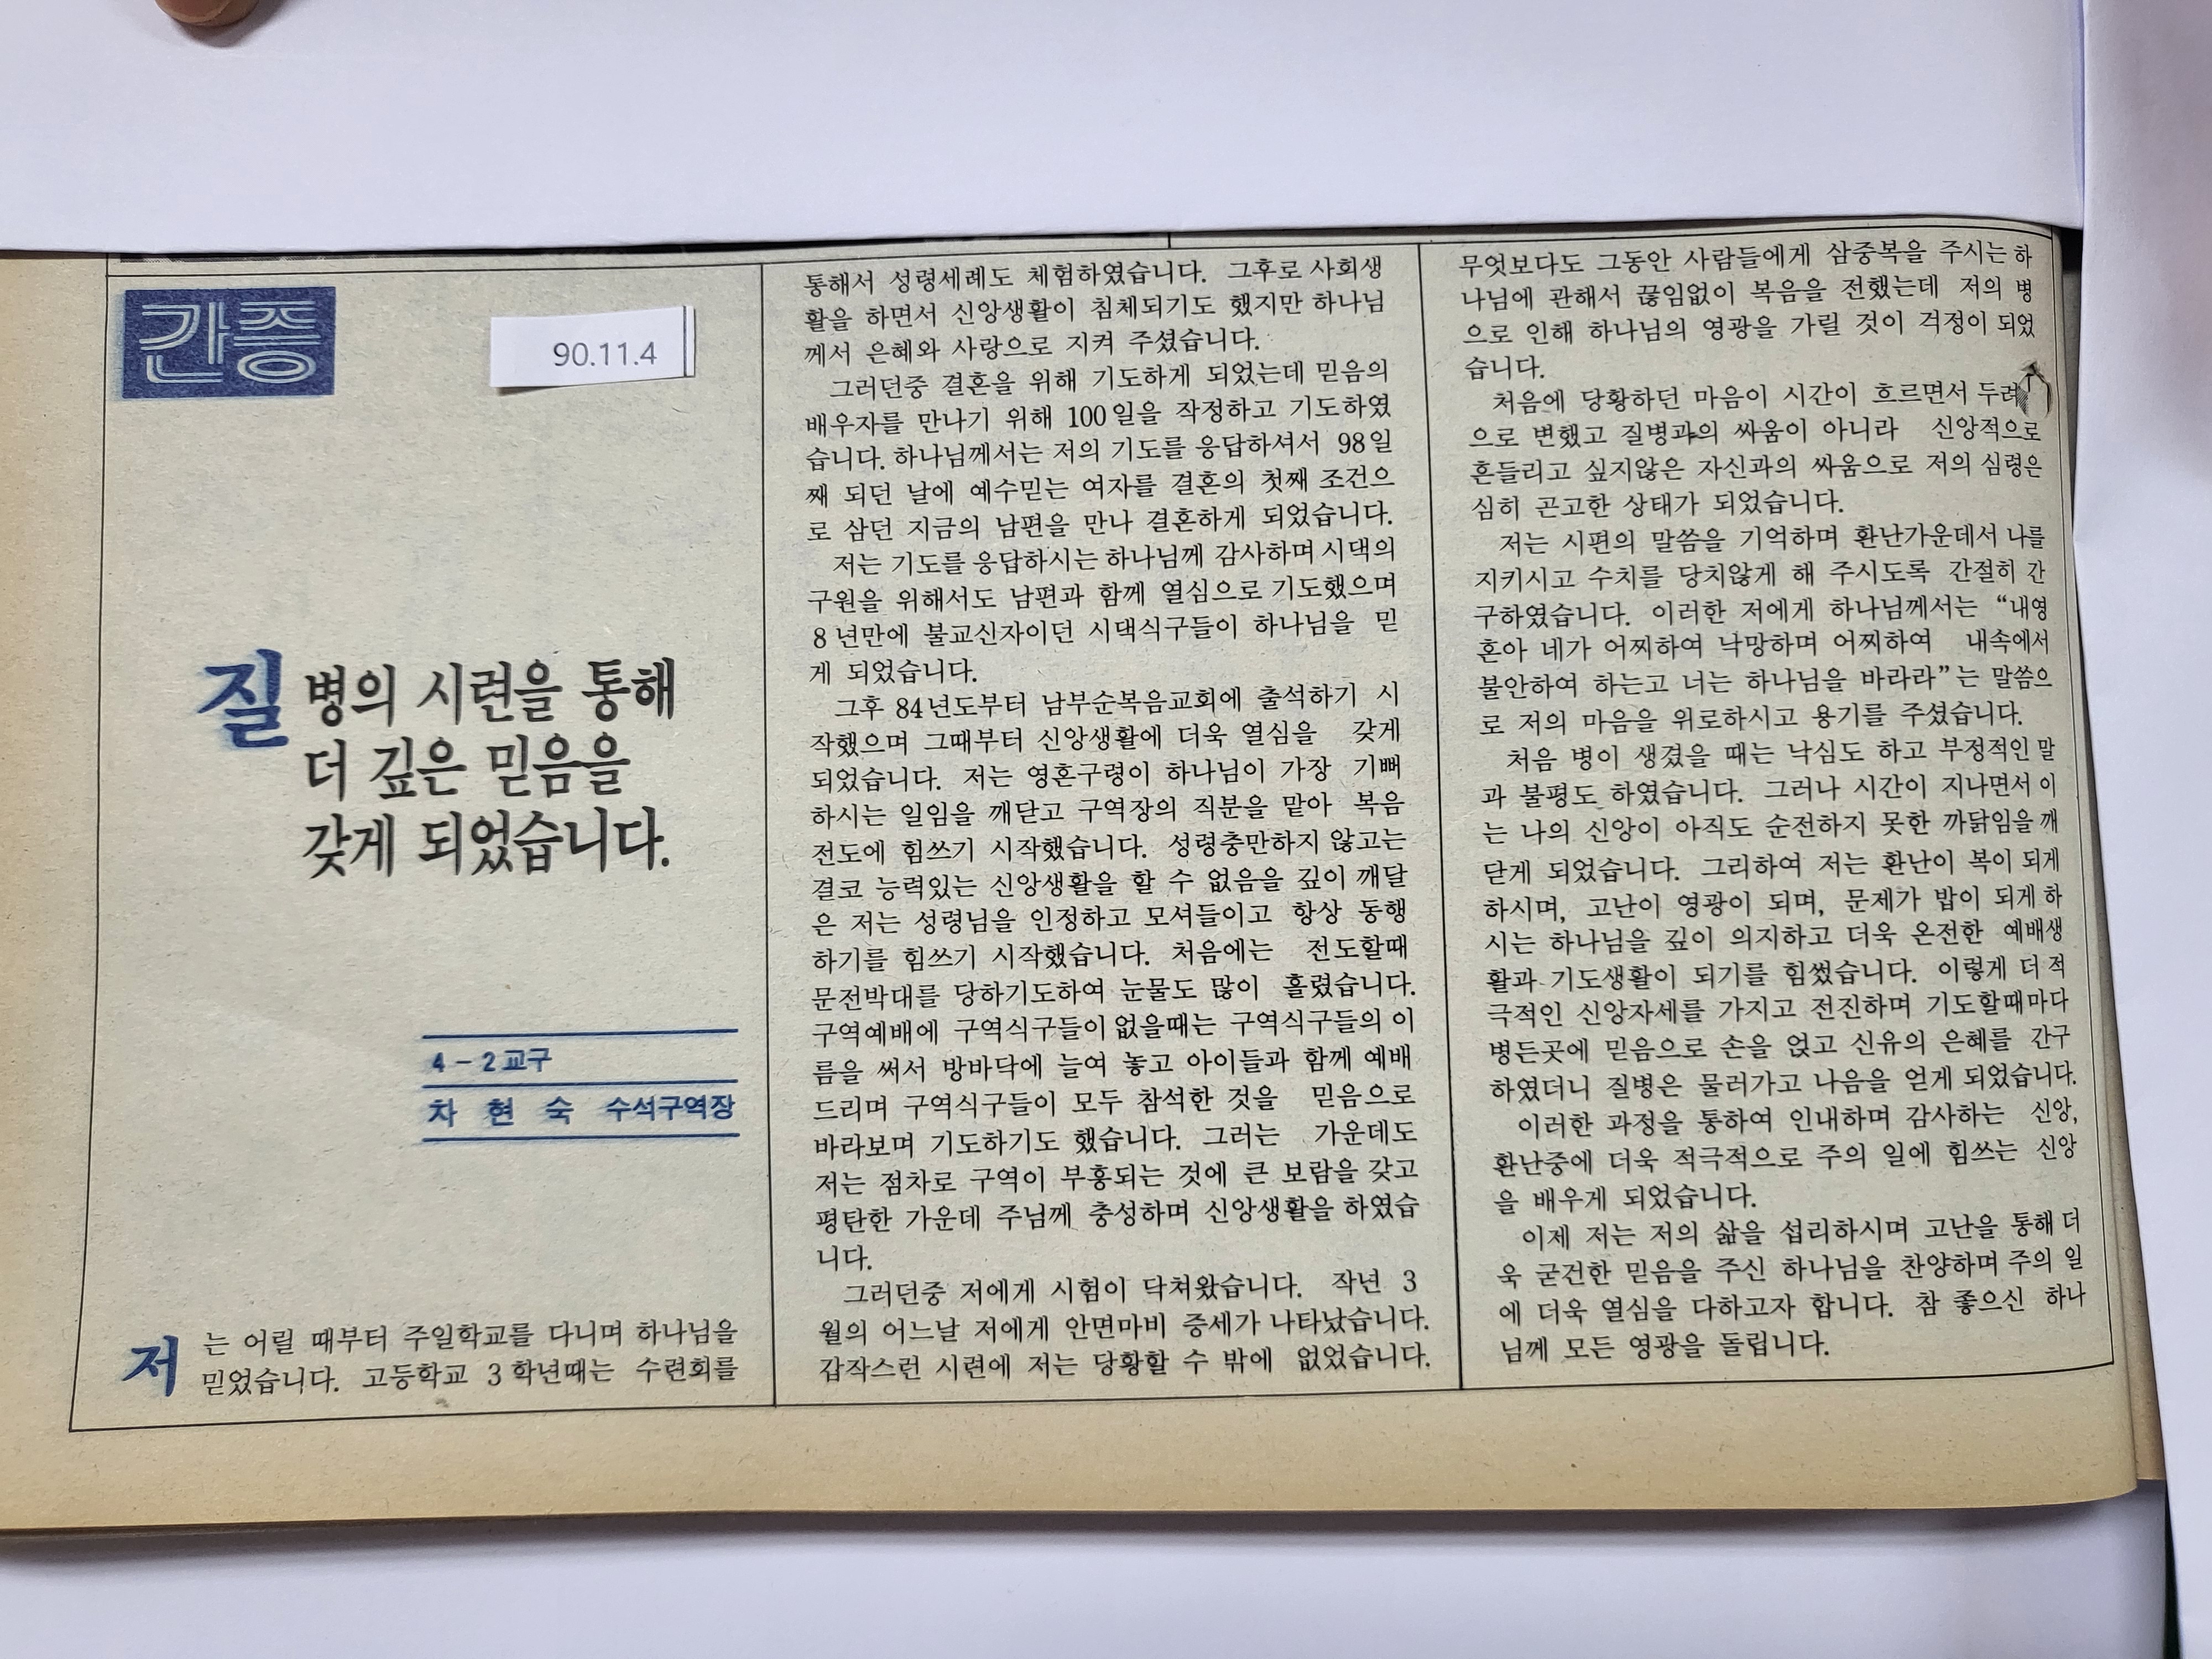 간증
90.11.4
질병의 시련을 통해
더 깊은 믿음을
갖게 되었습니다.
4-2교구
차 현 숙 수석구역장
저는 어릴 때부터 주일학교를 다니며 하나님을
믿었습니다. 고등학교 3학년때는 수련회를
통해서 성령세례도 체험하였습니다. 그후로 사회생
활을 하면서 신앙생활이 침체되기도 했지만 하나님
께서 은혜와 사랑으로 지켜 주셨습니다.
그러던중 결혼을 위해 기도하게 되었는데 믿음의
배우자를 만나기 위해 100일을 작정하고 기도하였
습니다. 하나님께서는 저의 기도를 응답하셔서 98일
째 되던 날에 예수믿는 여자를 결혼의 첫째 조건으
로 삼던 지금의 남편을 만나 결혼하게 되었습니다.
저는 기도를 응답하시는 하나님께 감사하며 시댁의
구원을 위해서도 남편과 함께 열심으로 기도했으며
8년만에 불교신자이던 시댁식구들이 하나님을 믿
게 되었습니다.
그후 84년도부터 남부순복음교회에 출석하기 시
작했으며 그때부터 신앙생활에 더욱 열심을 갖게
되었습니다. 저는 영혼구령이 하나님이 가장 기뻐
하시는 일임을 깨닫고 구역장의 직분을 맡아 복음
전도에 힘쓰기 시작했습니다. 성령충만하지 않고는
결코 능력있는 신앙생활을 할 수 없음을 깊이 깨달
은 저는 성령님을 인정하고 모셔들이고 항상 동행
하기를 힘쓰기 시작했습니다. 처음에는 전도할때
문전박대를 당하기도하여 눈물도 많이 흘렸습니다.
구역예배에 구역식구들이 없을때는 구역식구들의 이
름을 써서 방바닥에 늘여 놓고 아이들과 함께 예배
드리며 구역식구들이 모두 참석한 것을 믿음으로
바라보며 기도하기도 했습니다. 그러는 가운데도
저는 점차로 구역이 부흥되는 것에 큰 보람을 갖고
평탄한 가운데 주님께 충성하며 신앙생활을 하였습
니다.
그러던중 저에게 시험이 닥쳐왔습니다. 작년 3
월의 어느날 저에게 안면마비 증세가 나타났습니다.
갑작스런 시련에 저는 당황할 수 밖에 없었습니다.
무엇보다도 그동안 사람들에게 삼중복을 주시는 하
나님에 관해서 끊임없이 복음을 전했는데 저의 병
으로 인해 하나님의 영광을 가릴 것이 걱정이 되었
습니다.
처음에 당황하던 마음이 시간이 흐르면서 두려
으로 변했고 질병과의 싸움이 아니라 신앙적으로
흔들리고 싶지않은 자신과의 싸움으로 저의 심령은
심히 곤고한 상태가 되었습니다.
저는 시편의 말씀을 기억하며 환난가운데서 나를
지키시고 수치를 당치않게 해 주시도록 간절히 간
구하였습니다. 이러한 저에게 하나님께서는 “내영
혼아 네가 어찌하여 낙망하며 어찌하여 내속에서
불안하여 하는고 너는 하나님을 바라라”는 말씀으
로 저의 마음을 위로하시고 용기를 주셨습니다.
처음 병이 생겼을 때는 낙심도 하고 부정적인 말
과 불평도 하였습니다. 그러나 시간이 지나면서 이
는 나의 신앙이 아직도 순전하지 못한 까닭임을 깨
닫게 되었습니다. 그리하여 저는 환난이 복이 되게
하시며, 고난이 영광이 되며, 문제가 밥이 되게 하
시는 하나님을 깊이 의지하고 더욱 온전한 예배생
활과 기도생활이 되기를 힘썼습니다. 이렇게 더 적
극적인 신앙자세를 가지고 전진하며 기도할때마다
병든곳에 믿음으로 손을 얹고 신유의 은혜를 간구
하였더니 질병은 물러가고 나음을 얻게 되었습니다.
이러한 과정을 통하여 인내하며 감사하는 신앙,
환난중에 더욱 적극적으로 주의 일에 힘쓰는 신앙
을 배우게 되었습니다.
이제 저는 저의 삶을 섭리하시며 고난을 통해 더
욱 굳건한 믿음을 주신 하나님을 찬양하며 주의 일
에 더욱 열심을 다하고자 합니다. 참 좋으신 하나
님께 모든 영광을 돌립니다.